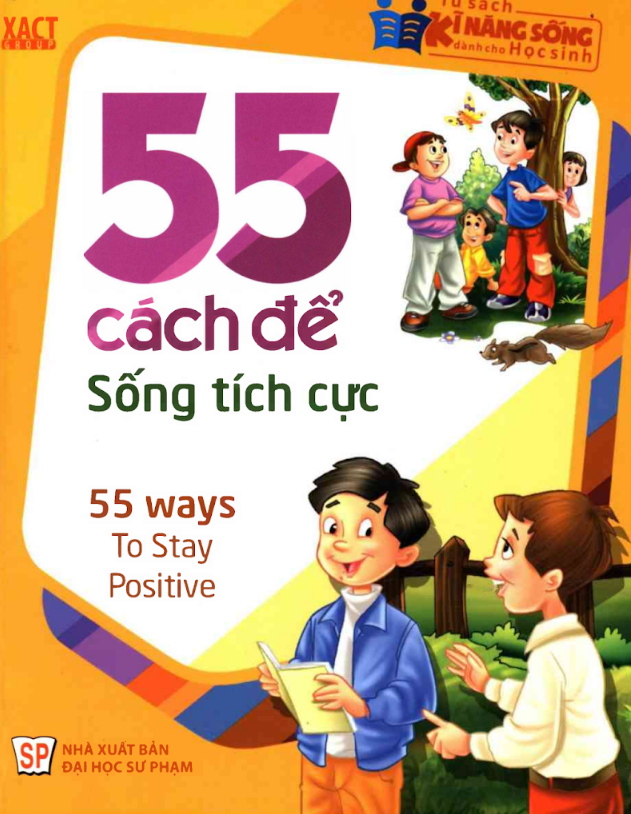 XACT
GROUP
Tủ sách
KĨ NĂNG SỐNG
dành cho Học sinh
55
cách để
Sống tích cực
55 ways
To Stay
Positive
SP
NHÀ XUẤT BẢN
ĐẠI HỌC SƯ PHẠM